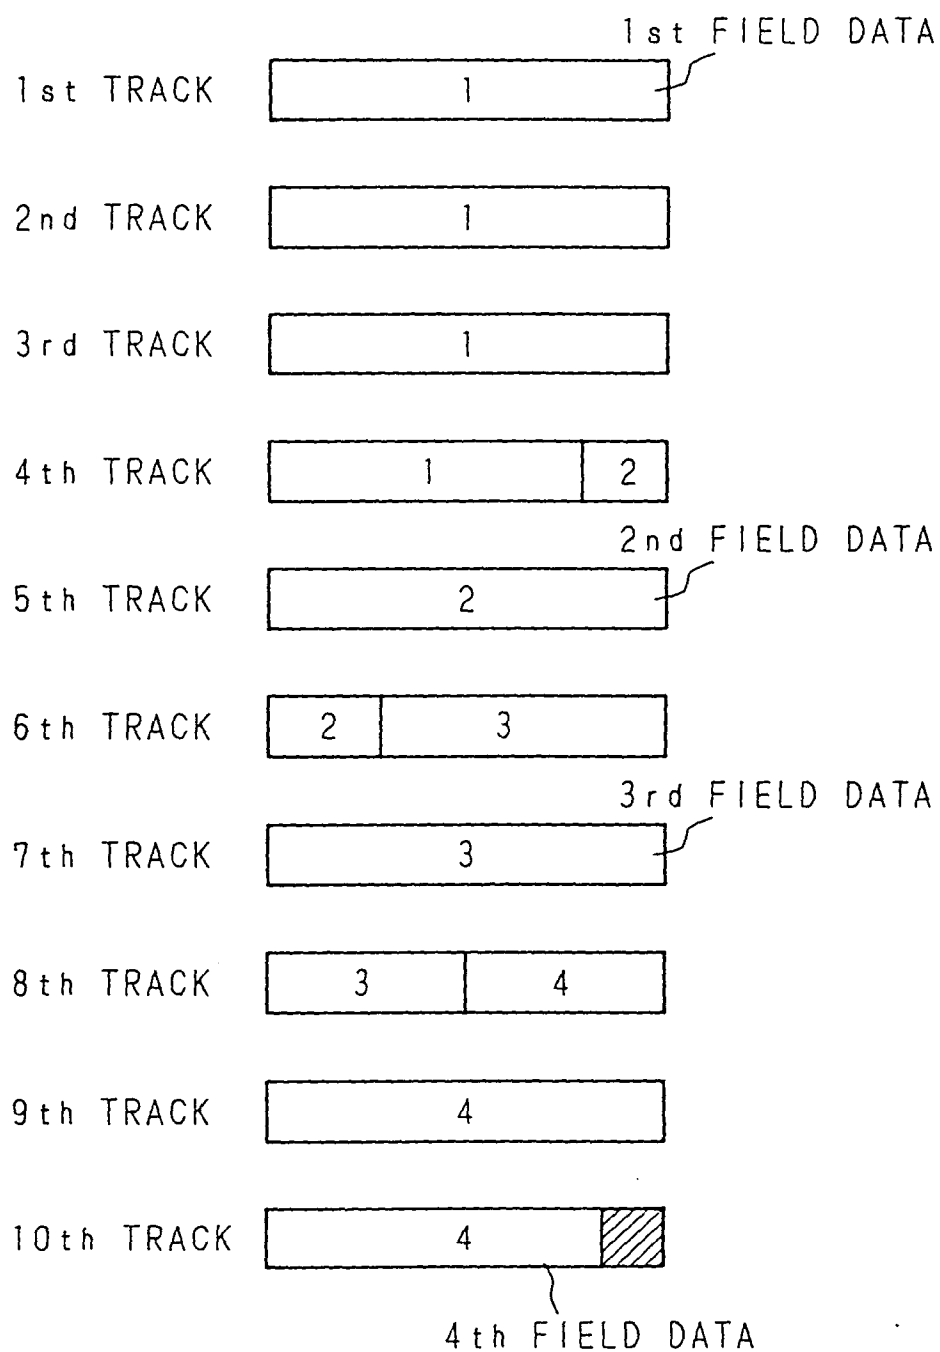 1st FIELD DATA
1st TRACK 1
2nd TRACK 1
3rd TRACK 1
4th TRACK 1 2
2nd FIELD DATA
5th TRACK 2
6th TRACK 2 3
3rd FIELD DATA
7th TRACK 3
8th TRACK 3 4
9th TRACK 4
10th TRACK 4
4th FIELD DATA